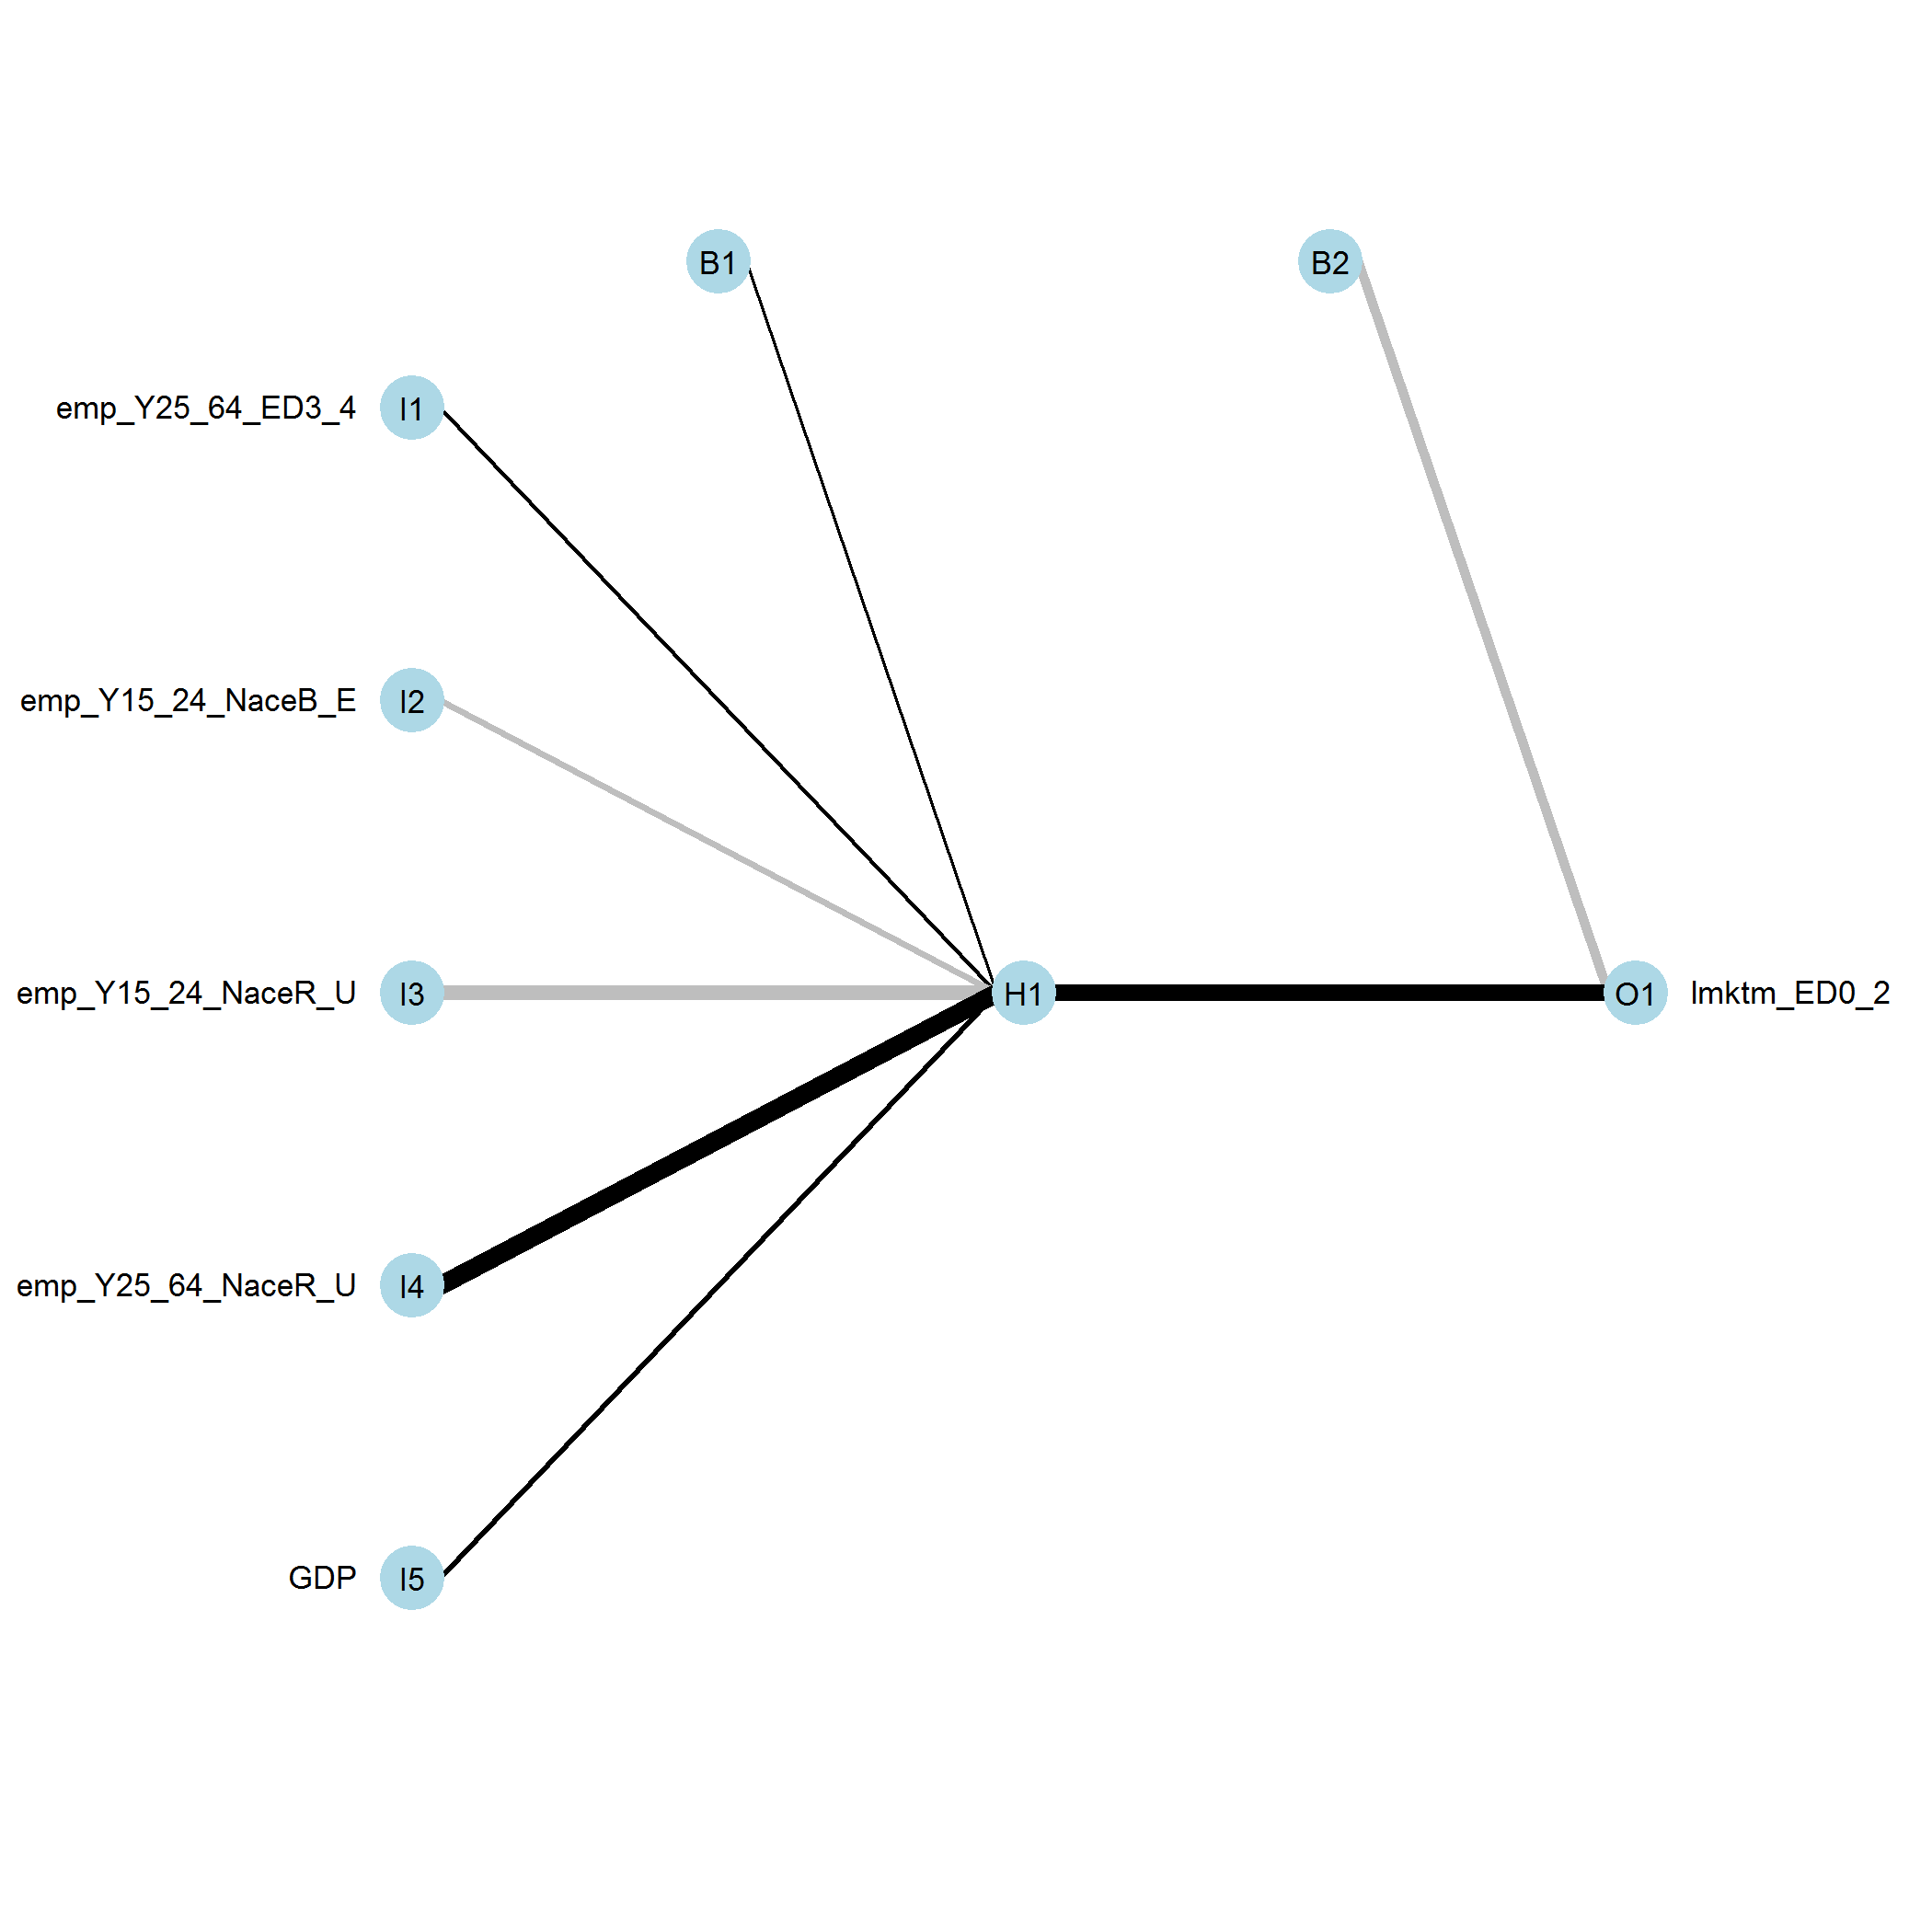 B1
B2
emp_Y25_64_ED3_4 I1
emp_Y15_24_NaceB_E I2
emp_Y15_24_NaceR_U I3 H1 O1 lmktm_ED0_2
emp_Y25_64_NaceR_U I4
GDP I5